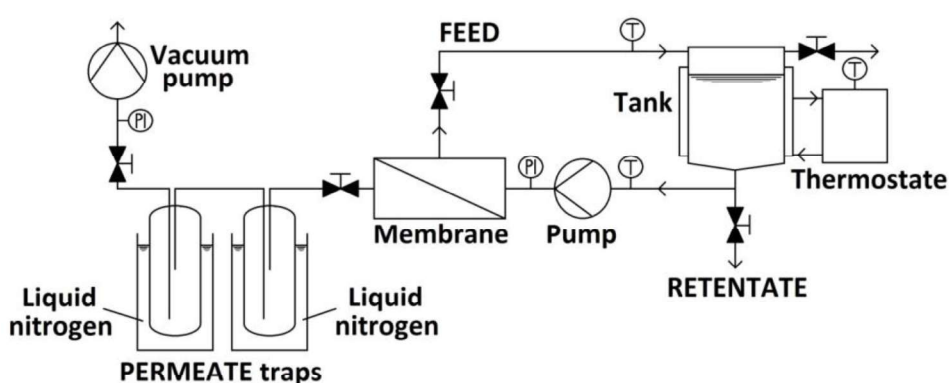 FEED
T
Vacuum
pump
PI
Tank
T
PI
T
Thermostate
Membrane
Pump
RETENTATE
Liquid
nitrogen
Liquid
nitrogen
PERMEATE traps